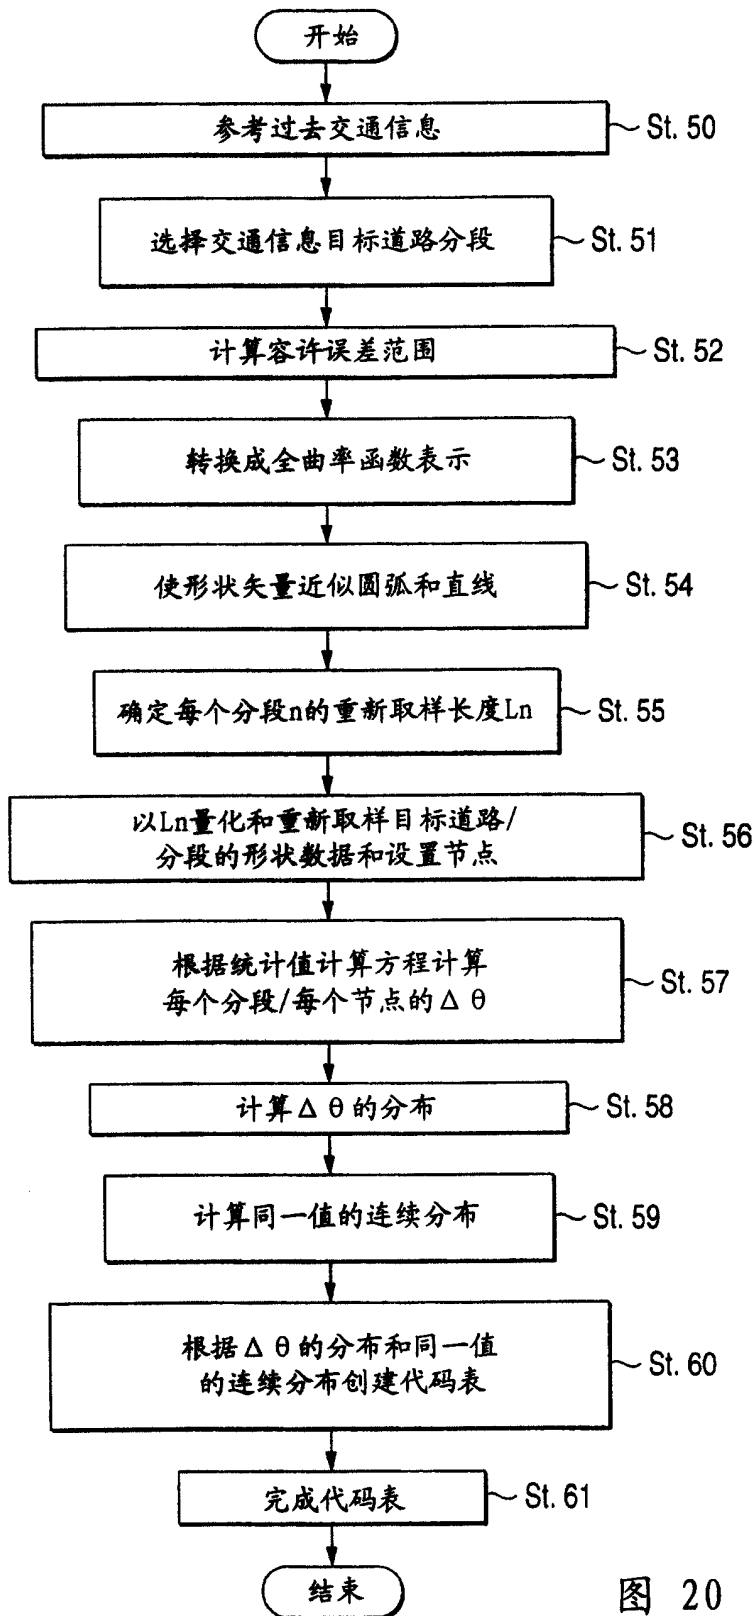 开始
参考过去交通信息
St. 50
选择交通信息目标道路分段
St. 51
计算容许误差范围
St. 52
转换成全曲率函数表示
St. 53
使形状矢量近似圆弧和直线
St. 54
确定每个分段n的重新取样长度Ln
St. 55
以Ln量化和重新取样目标道路/
分段的形状数据和设置节点
St. 56
根据统计值计算方程计算
每个分段/每个节点的Δθ
St. 57
计算Δθ的分布
St. 58
计算同一值的连续分布
St. 59
根据Δθ的分布和同一值
的连续分布创建代码表
St. 60
完成代码表
St. 61
结束
图 20